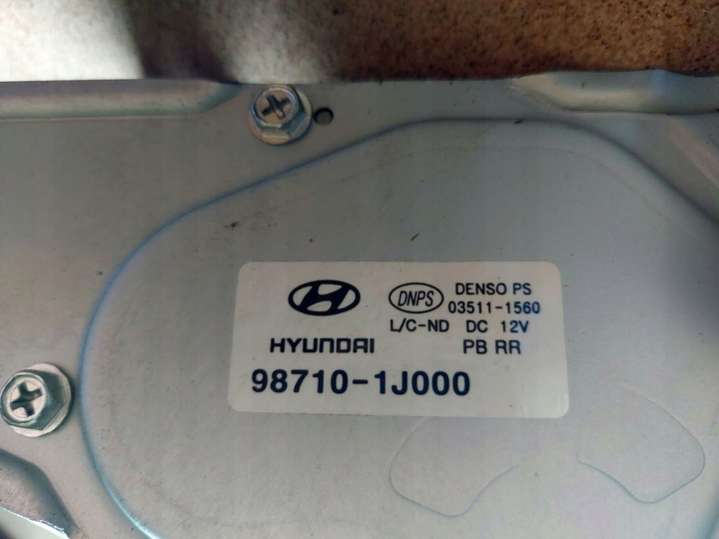 HYUNDAI
DNPS
DENSO PS
03511-1560
L/C-ND DC 12V
PB RR
98710-1J000